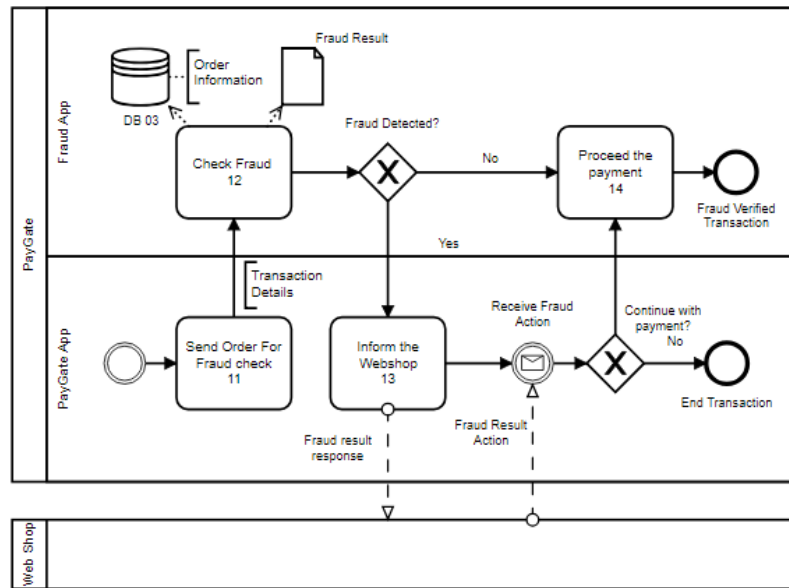 PayGate
Fraud App
DB 03
Order
Information
Fraud Result
Check Fraud
12
Fraud Detected?
No
Yes
Proceed the
payment
14
Fraud Verified
Transaction
PayGate App
Transaction
Details
Send Order For
Fraud check
11
Inform the
Webshop
13
Receive Fraud
Action
Continue with
payment?
No
End Transaction
Fraud result
response
Fraud Result
Action
Web Shop